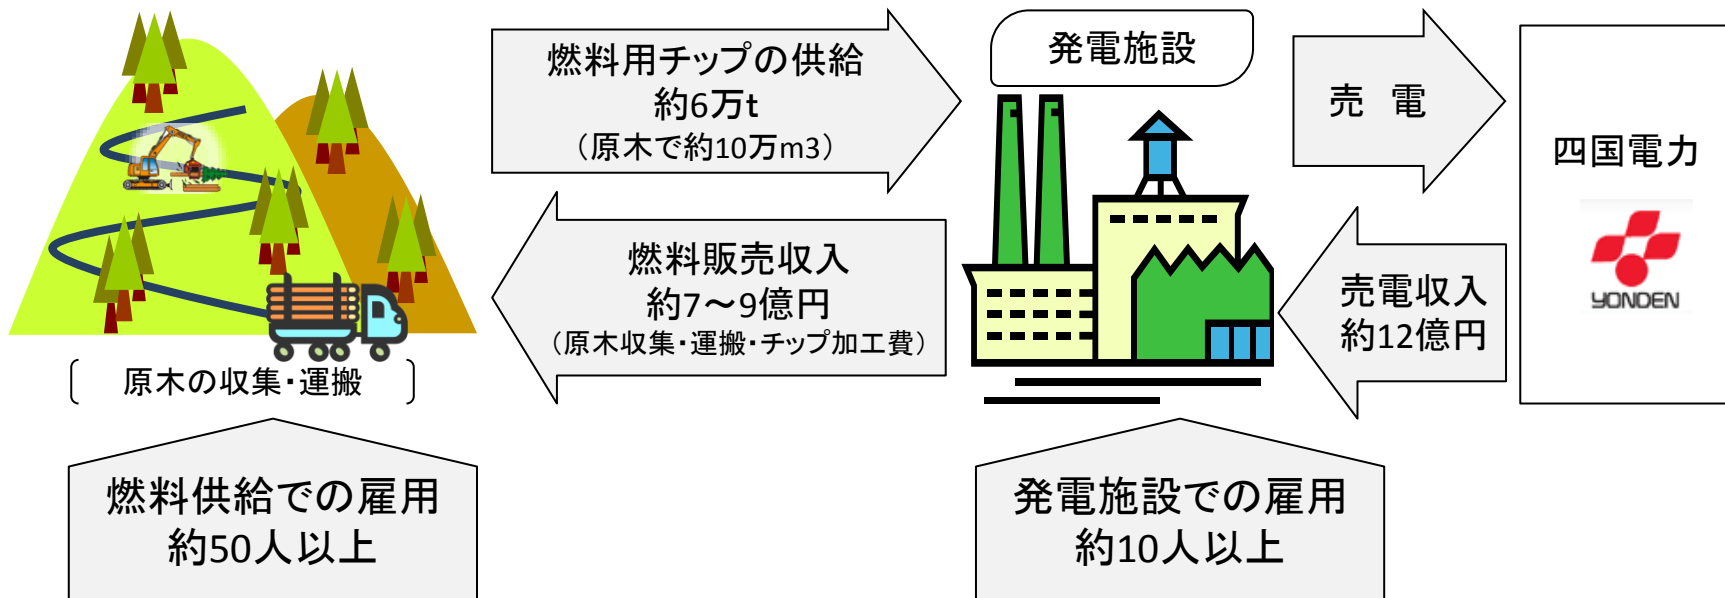 燃料用チップの供給
約6万t
（原木で約10万m3）
発電施設
売 電
四国電力
YONDEN
燃料販売収入
約7～9億円
（原木収集・運搬・チップ加工費）
売電収入
約12億円
原木の収集・運搬
燃料供給での雇用
約50人以上
発電施設での雇用
約10人以上